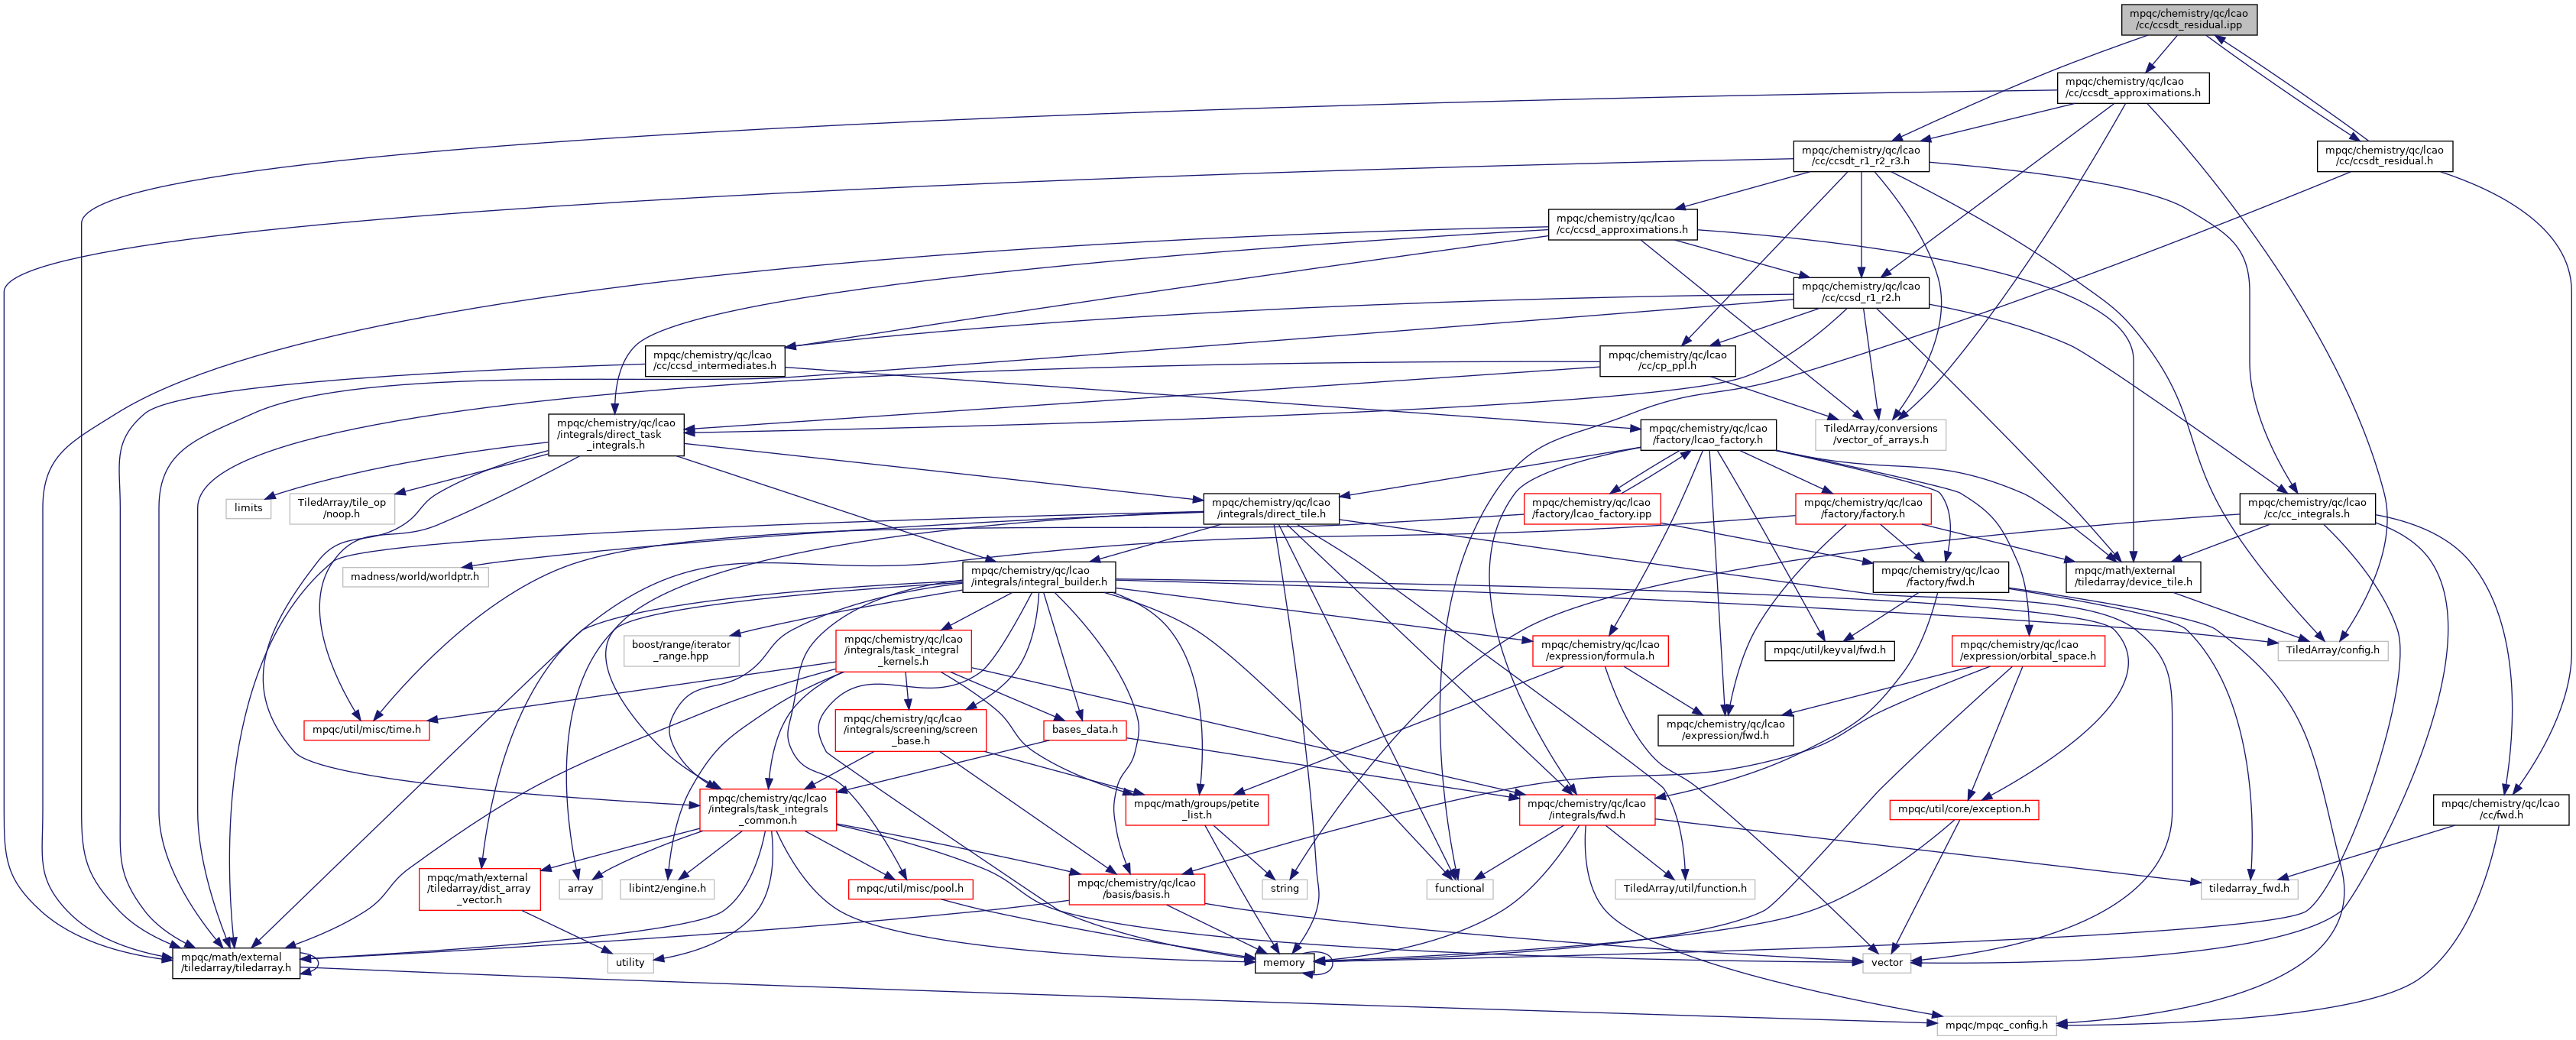 mpqc/chemistry/qc/lcao
/cc/ccsdt_residual.ipp
mpqc/chemistry/qc/lcao
/cc/ccsdt_approximations.h
mpqc/chemistry/qc/lcao
/cc/ccsdt_r1_r2_r3.h
mpqc/chemistry/qc/lcao
/cc/ccsdt_residual.h
mpqc/chemistry/qc/lcao
/cc/ccsd_approximations.h
mpqc/chemistry/qc/lcao
/cc/ccsd_r1_r2.h
mpqc/chemistry/qc/lcao
/cc/ccsd_intermediates.h
mpqc/chemistry/qc/lcao
/cc/cp_ppl.h
mpqc/chemistry/qc/lcao
/integrals/direct_task
_integrals.h
mpqc/chemistry/qc/lcao
/factory/lcao_factory.h
TiledArray/conversions
/vector_of_arrays.h
limits
TiledArray/tile_op
/noop.h
mpqc/chemistry/qc/lcao
/integrals/direct_tile.h
mpqc/chemistry/qc/lcao
/factory/lcao_factory.ipp
mpqc/chemistry/qc/lcao
/factory/factory.h
mpqc/chemistry/qc/lcao
/cc/cc_integrals.h
madness/world/worldptr.h
mpqc/chemistry/qc/lcao
/integrals/integral_builder.h
mpqc/chemistry/qc/lcao
/factory/fwd.h
mpqc/math/external
/tiledarray/device_tile.h
boost/range/iterator
_range.hpp
mpqc/chemistry/qc/lcao
/integrals/task_integral
_kernels.h
mpqc/chemistry/qc/lcao
/expression/formula.h
mpqc/util/keyval/fwd.h
mpqc/chemistry/qc/lcao
/expression/orbital_space.h
TiledArray/config.h
mpqc/util/misc/time.h
mpqc/chemistry/qc/lcao
/integrals/screening/screen
_base.h
bases_data.h
mpqc/chemistry/qc/lcao
/expression/fwd.h
mpqc/chemistry/qc/lcao
/integrals/task_integrals
_common.h
mpqc/math/groups/petite
_list.h
mpqc/chemistry/qc/lcao
/integrals/fwd.h
mpqc/util/core/exception.h
mpqc/chemistry/qc/lcao
/cc/fwd.h
mpqc/math/external
/tiledarray/dist_array
_vector.h
array
libint2/engine.h
mpqc/util/misc/pool.h
mpqc/chemistry/qc/lcao
/basis/basis.h
string
functional
TiledArray/util/function.h
tiledarray_fwd.h
mpqc/math/external
/tiledarray/tiledarray.h
utility
memory
vector
mpqc/mpqc_config.h